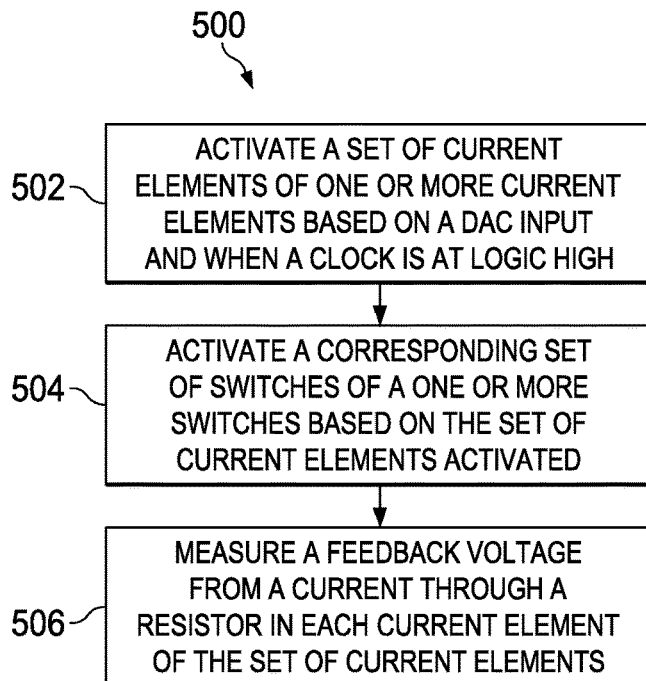 500
502
ACTIVATE A SET OF CURRENT
ELEMENTS OF ONE OR MORE CURRENT
ELEMENTS BASED ON A DAC INPUT
AND WHEN A CLOCK IS AT LOGIC HIGH
504
ACTIVATE A CORRESPONDING SET
OF SWITCHES OF A ONE OR MORE
SWITCHES BASED ON THE SET OF
CURRENT ELEMENTS ACTIVATED
506
MEASURE A FEEDBACK VOLTAGE
FROM A CURRENT THROUGH A
RESISTOR IN EACH CURRENT ELEMENT
OF THE SET OF CURRENT ELEMENTS